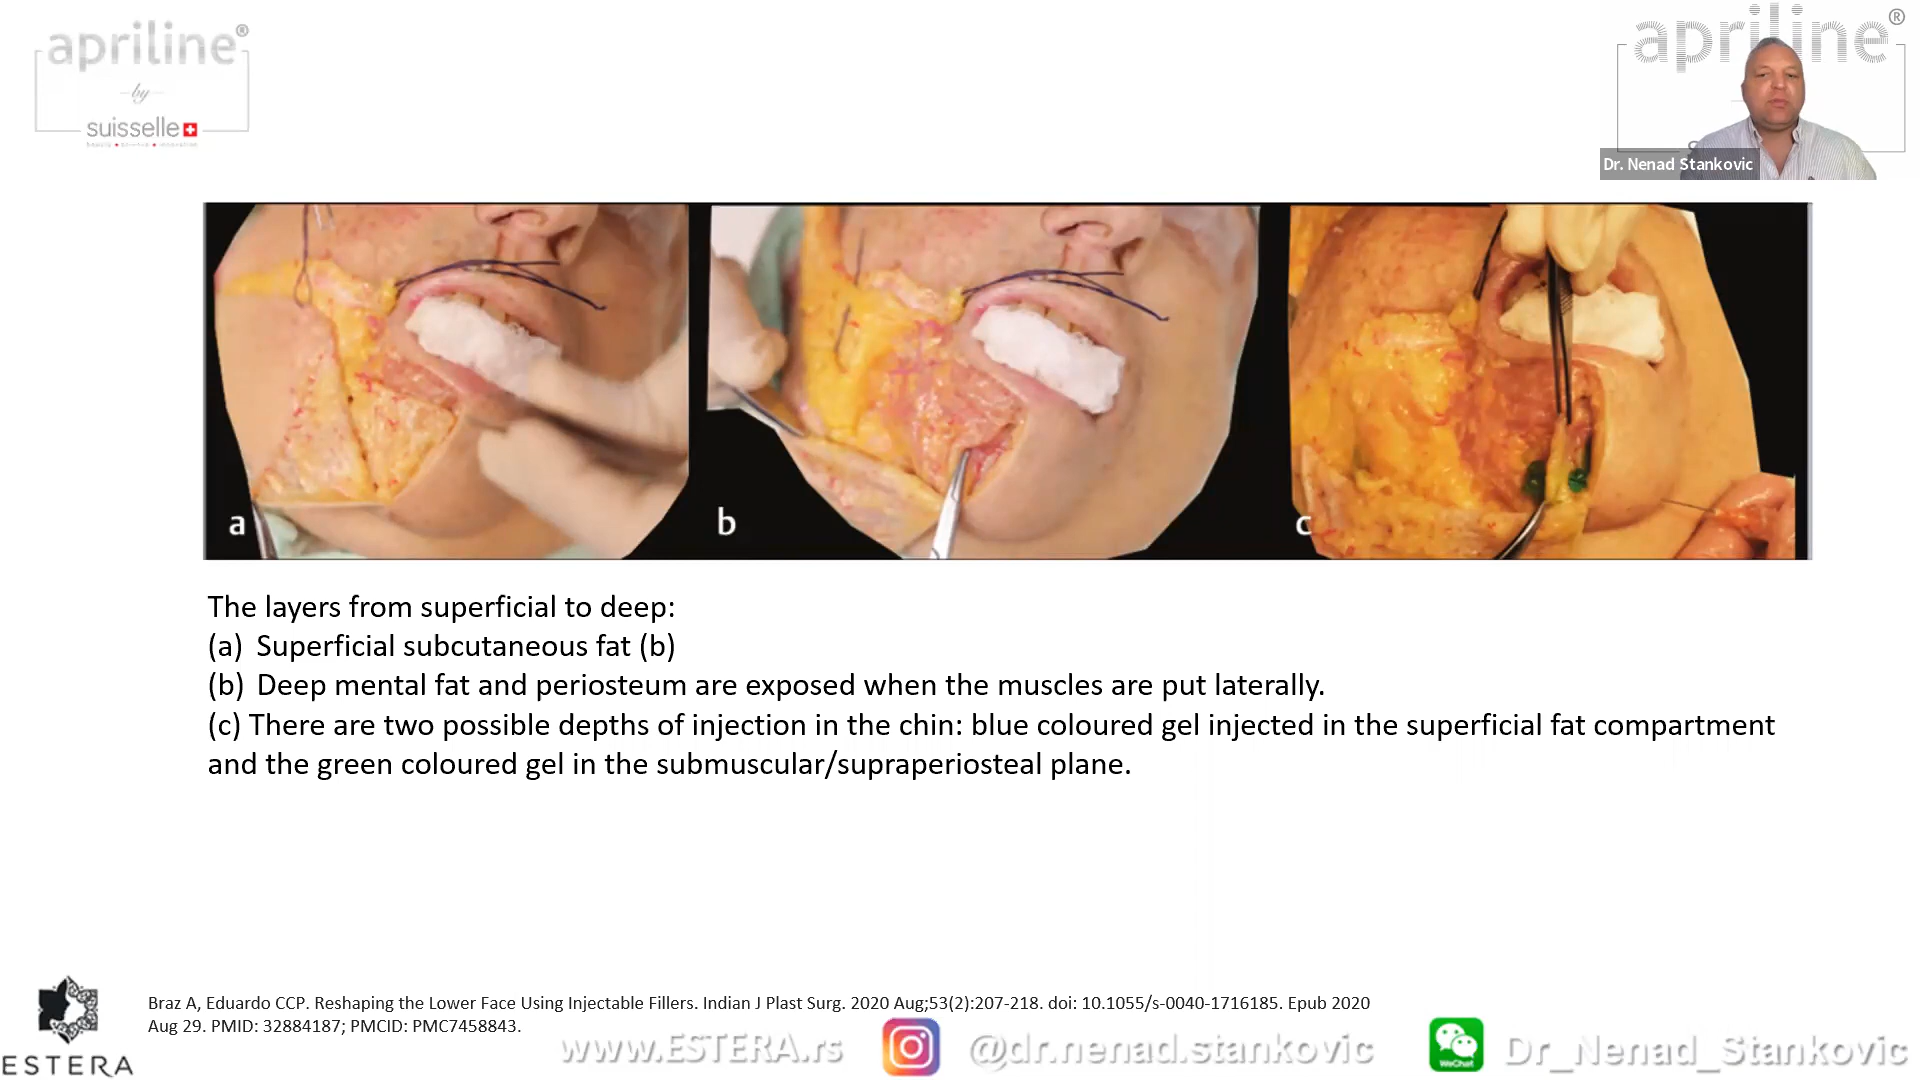 apriline®
by
suisselle
apriline®
Dr. Nenad Stankovic
a
b
c
The layers from superficial to deep:
(a) Superficial subcutaneous fat (b)
(b) Deep mental fat and periosteum are exposed when the muscles are put laterally.
(c) There are two possible depths of injection in the chin: blue coloured gel injected in the superficial fat compartment
and the green coloured gel in the submuscular/supraperiosteal plane.
Braz A, Eduardo CCP. Reshaping the Lower Face Using Injectable Fillers. Indian J Plast Surg. 2020 Aug;53(2):207-218. doi: 10.1055/s-0040-1716185. Epub 2020
Aug 29. PMID: 32884187; PMCID: PMC7458843.
ESTERA
www.ESTERA.rs
@dr.nenad.stankovic
WeChat
Dr_Nenad_Stankovic